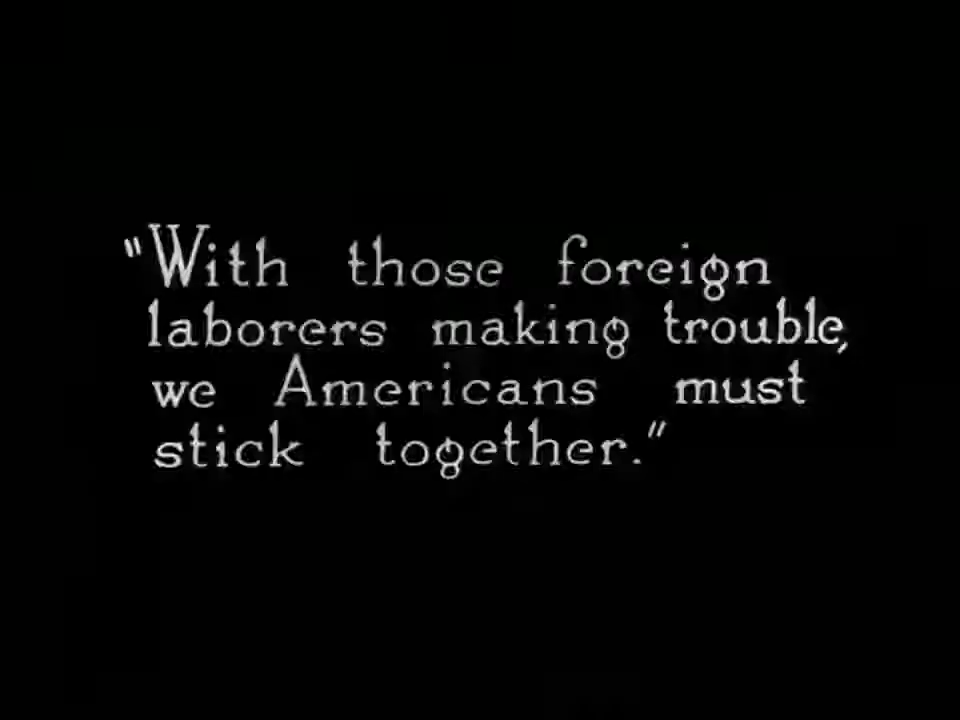 "With those foreign
laborers making trouble,
we Americans must
stick together."